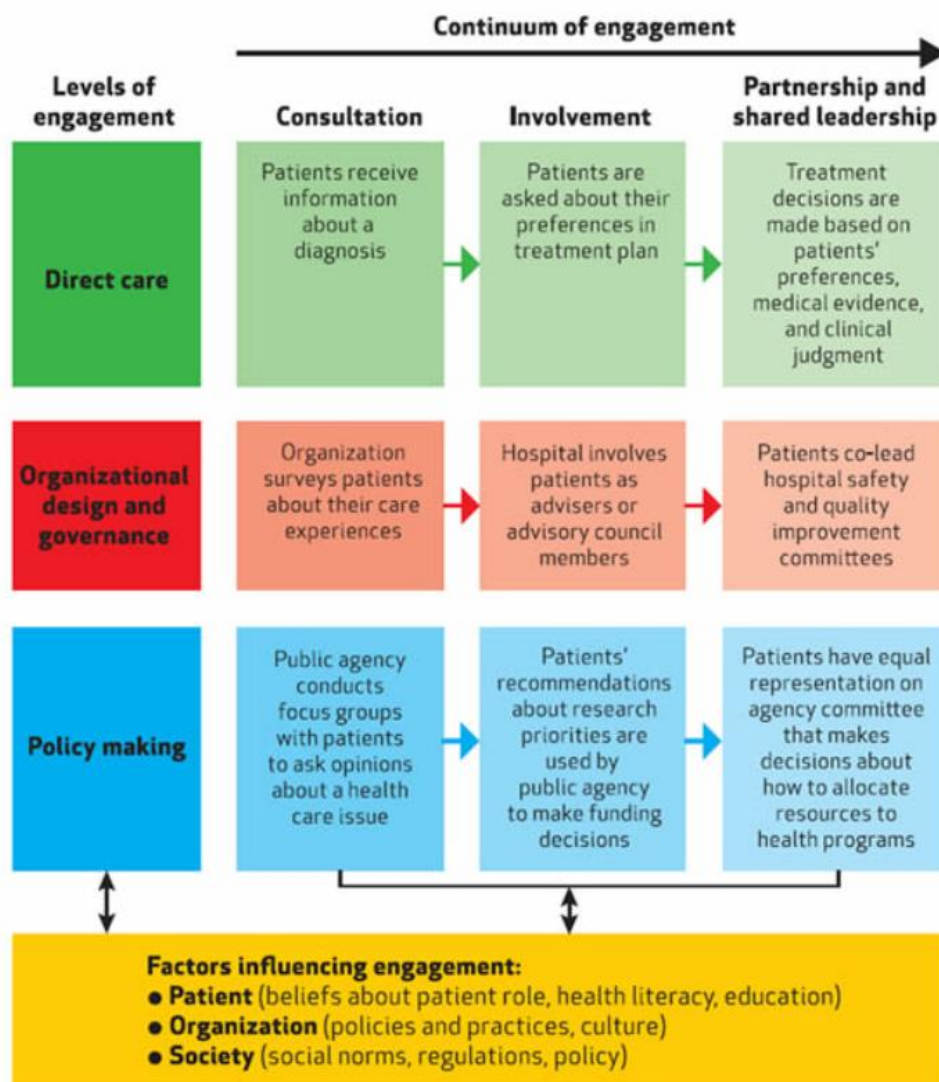 Continuum of engagement
Levels of
engagement
Consultation
Involvement
Partnership and
shared leadership
Direct care
Patients receive
information
about a
diagnosis
Patients are
asked about their
preferences in
treatment plan
Treatment
decisions are
made based on
patients'
preferences,
medical evidence,
and clinical
judgment
Organizational
design and
governance
Organization
surveys patients
about their care
experiences
Hospital involves
patients as
advisers or
advisory council
members
Patients co-lead
hospital safety
and quality
improvement
committees
Policy making
Public agency
conducts
focus groups
with patients
to ask opinions
about a health
care issue
Patients'
recommendations
about research
priorities are
used by
public agency
to make funding
decisions
Patients have equal
representation on
agency committee
that makes
decisions about
how to allocate
resources to
health programs
Factors influencing engagement:
● Patient (beliefs about patient role, health literacy, education)
● Organization (policies and practices, culture)
● Society (social norms, regulations, policy)